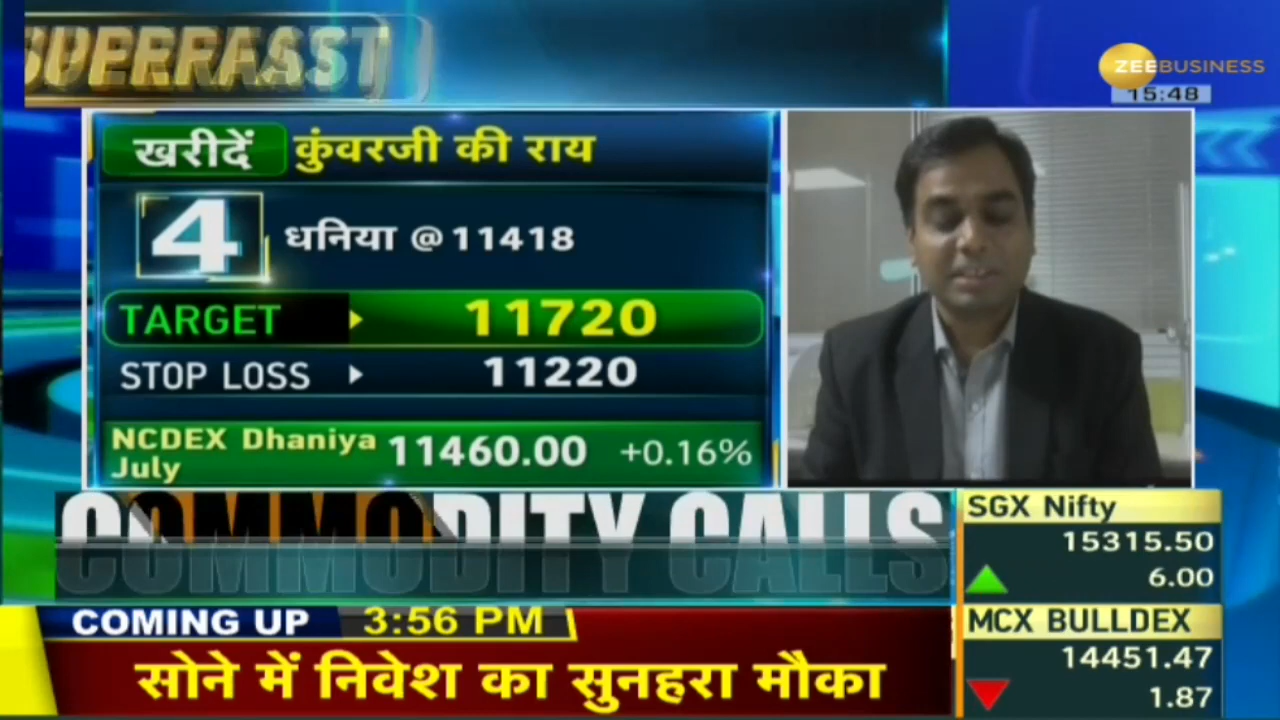 SUPERFAST
ZEEBUSINESS
15:48
खरीदें कुंवरजी की राय
4 धनिया @11418
TARGET 11720
STOP LOSS 11220
NCDEX Dhaniya July 11460.00 +0.16%
COMMODITY CALLS
SGX Nifty
15315.50
6.00
MCX BULLDEX
14451.47
1.87
COMING UP 3:56 PM
सोने में निवेश का सुनहरा मौका